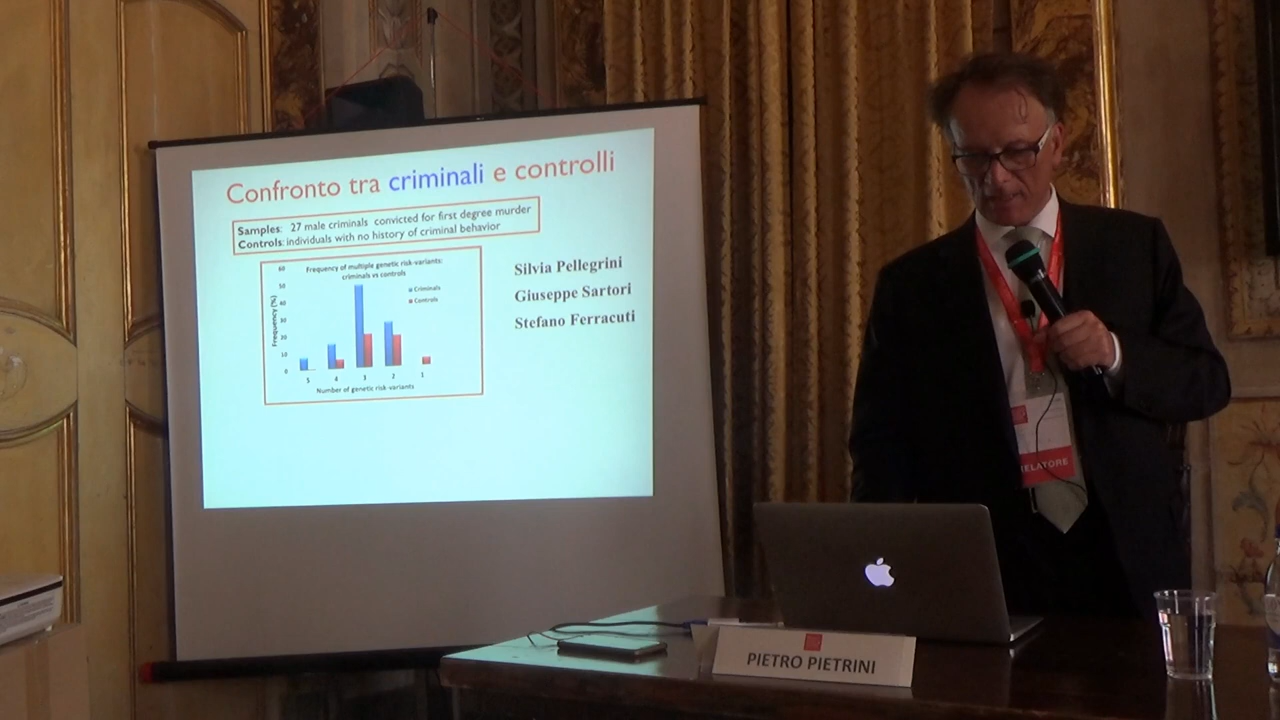 Confronto tra criminali e controlli
Samples: 27 male criminals convicted for first degree murder
Controls: individuals with no history of criminal behavior
Frequency of multiple genetic risk-variants:
criminals vs controls
Criminals
Controls
Frequency (%)
60
50
40
30
20
10
0
5 4 3 2 1
Number of genetic risk-variants
Silvia Pellegrini
Giuseppe Sartori
Stefano Ferracuti
RELATORE
PIETRO PIETRINI